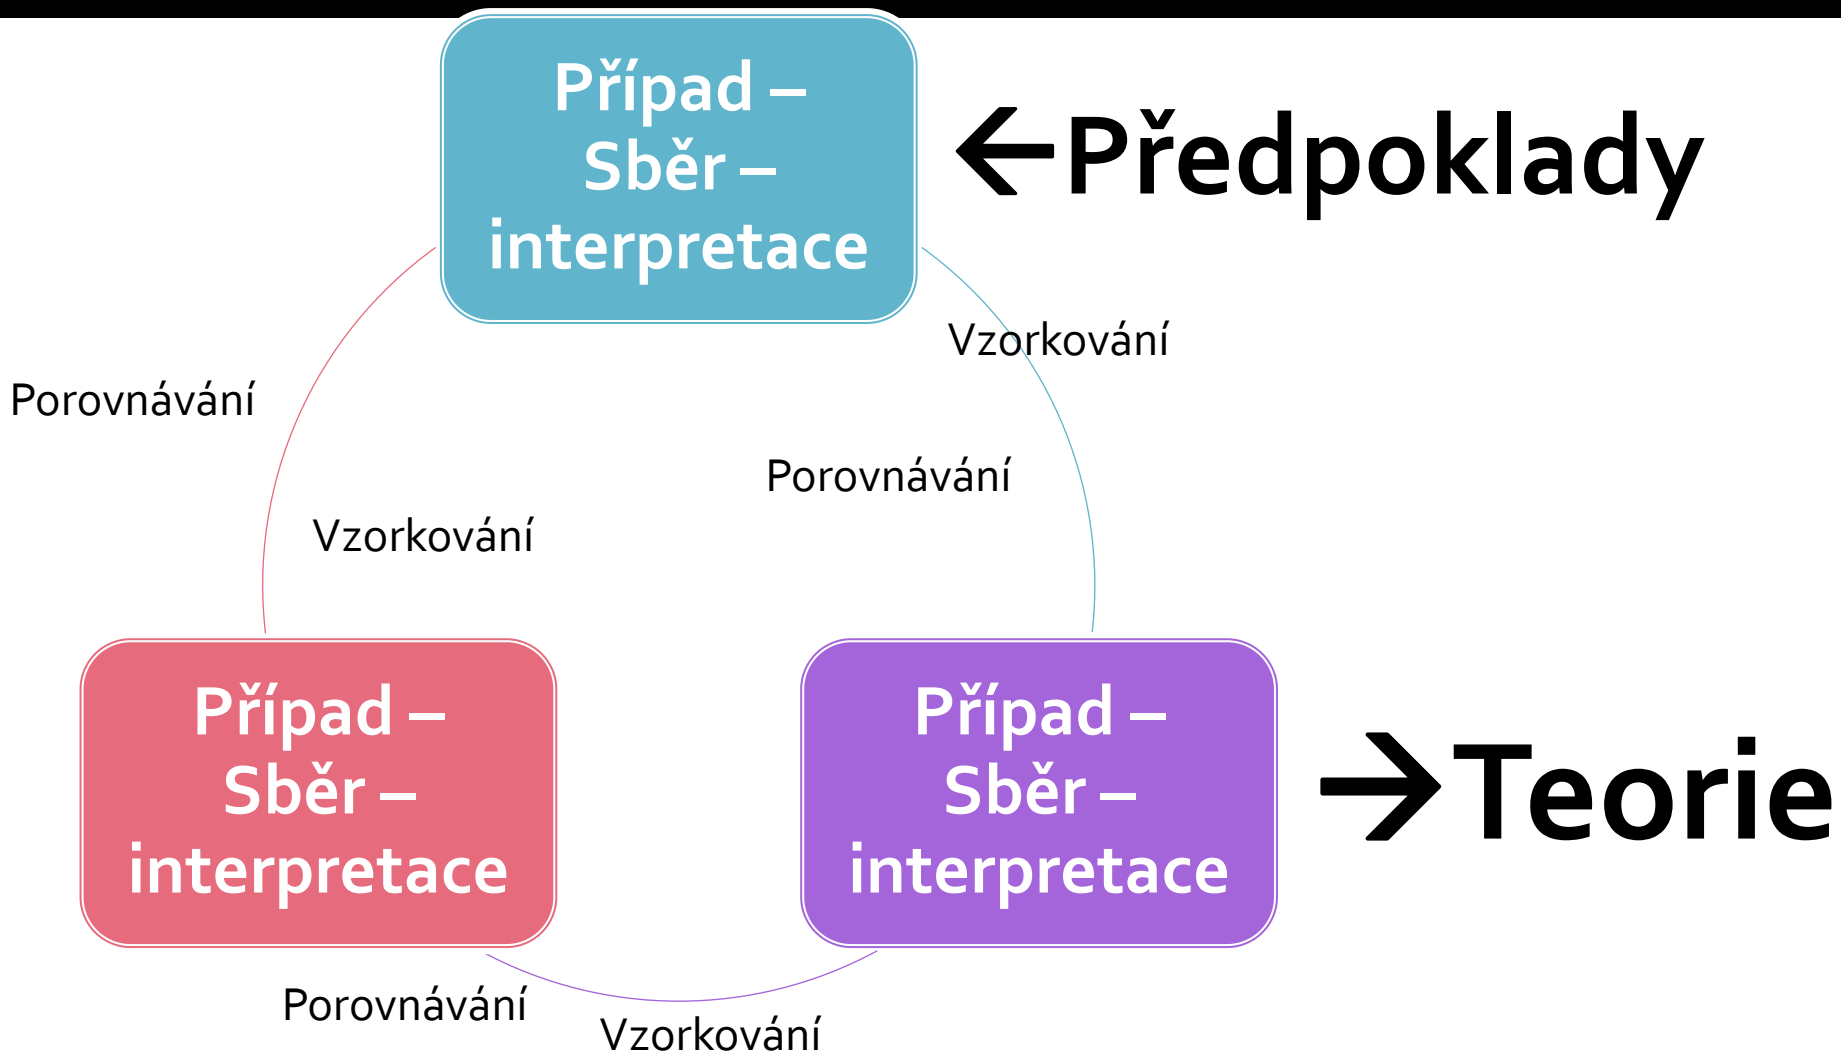 Případ –
Sběr –
interpretace
←Předpoklady
Vzorkování
Porovnávání
Porovnávání
Vzorkování
Případ –
Sběr –
interpretace
Případ –
Sběr –
interpretace
→Teorie
Porovnávání
Vzorkování